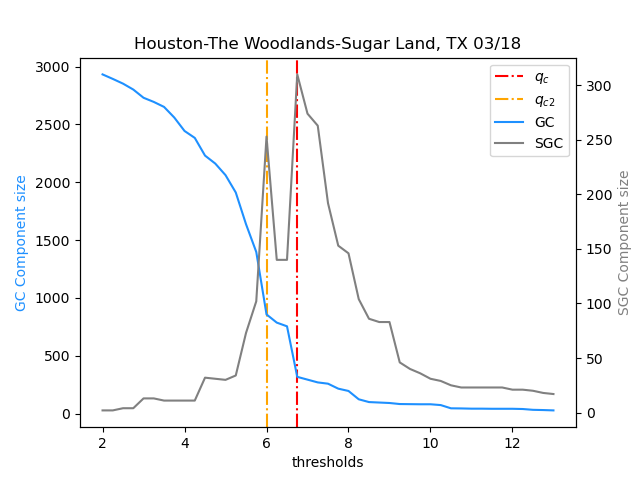 Houston-The Woodlands-Sugar Land, TX 03/18
3000
2500
2000
1500
1000
500
0
GC Component size
300
250
200
150
100
50
0
SGC Component size
q_c
q_c2
GC
SGC
2 4 6 8 10 12
thresholds